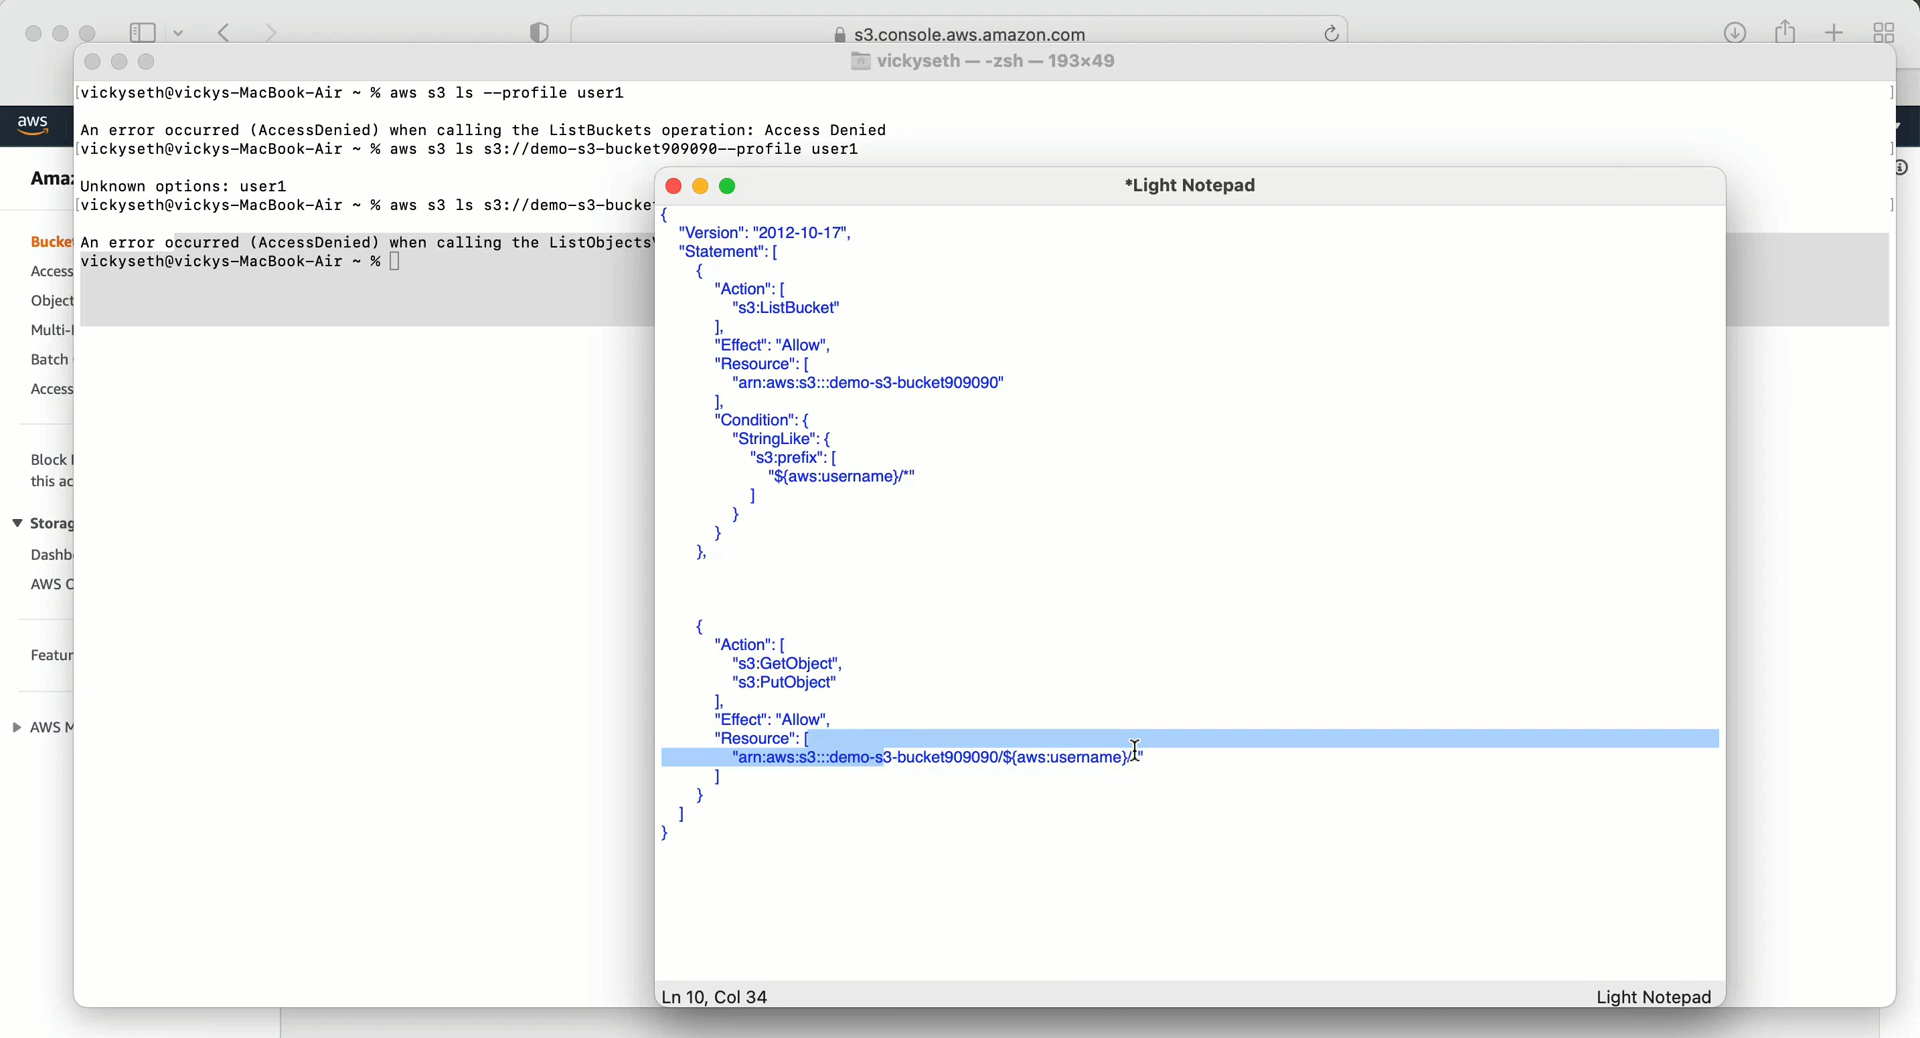 s3.console.aws.amazon.com
vickyseth — -zsh — 193×49
aws
[vickyseth@vickys-MacBook-Air ~ % aws s3 ls --profile user1 ]
An error occurred (AccessDenied) when calling the ListBuckets operation: Access Denied
[vickyseth@vickys-MacBook-Air ~ % aws s3 ls s3://demo-s3-bucket909090--profile user1 ]
Unknown options: user1
[vickyseth@vickys-MacBook-Air ~ % aws s3 ls s3://demo-s3-bucke ]
An error occurred (AccessDenied) when calling the ListObjects
vickyseth@vickys-MacBook-Air ~ %
Ama
Bucke
Access
Object
Multi-
Batch
Access
Block
this ac
Storag
Dashb
AWS
Featur
AWS
*Light Notepad
{
"Version": "2012-10-17",
"Statement": [
{
"Action": [
"s3:ListBucket"
],
"Effect": "Allow",
"Resource": [
"arn:aws:s3:::demo-s3-bucket909090"
],
"Condition": {
"StringLike": {
"s3:prefix": [
"${aws:username}/*"
]
}
}
},
{
"Action": [
"s3:GetObject",
"s3:PutObject"
],
"Effect": "Allow",
"Resource": [
"arn:aws:s3:::demo-s3-bucket909090/${aws:username}/*"
]
}
]
}
Ln 10, Col 34
Light Notepad